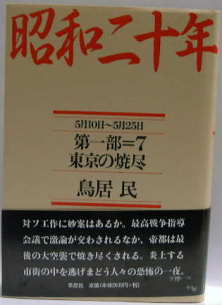 昭和二十年
5月10日〜5月25日
第一部=7
東京の焼尽
鳥居 民
対ソ工作に妙案はあるか。最高戦争指導
会議で激論が交わされるなか、帝都は最
後の大空襲で焼き尽くされる。炎上する
市街の中を逃げまどう人々の恐怖の一夜。
草思社